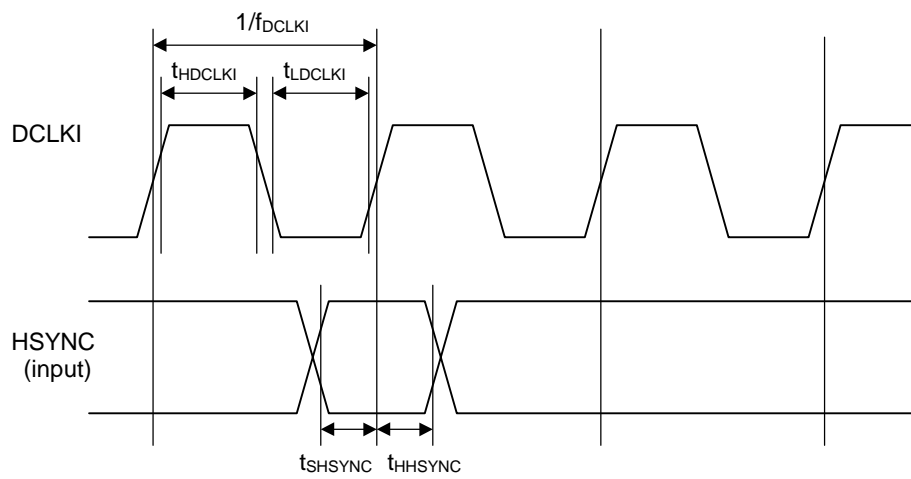 1/fDCLKI
tHDCLKI tLDCLKI
DCLKI
HSYNC
(input)
tSHSYNC tHHSYNC